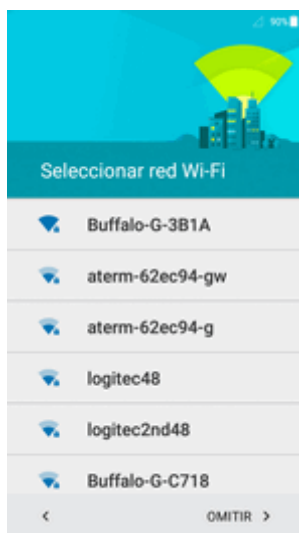 90%
Seleccionar red Wi-Fi
Buffalo-G-3B1A
aterm-62ec94-gw
aterm-62ec94-g
logitec48
logitec2nd48
Buffalo-G-C718
< OMITIR >